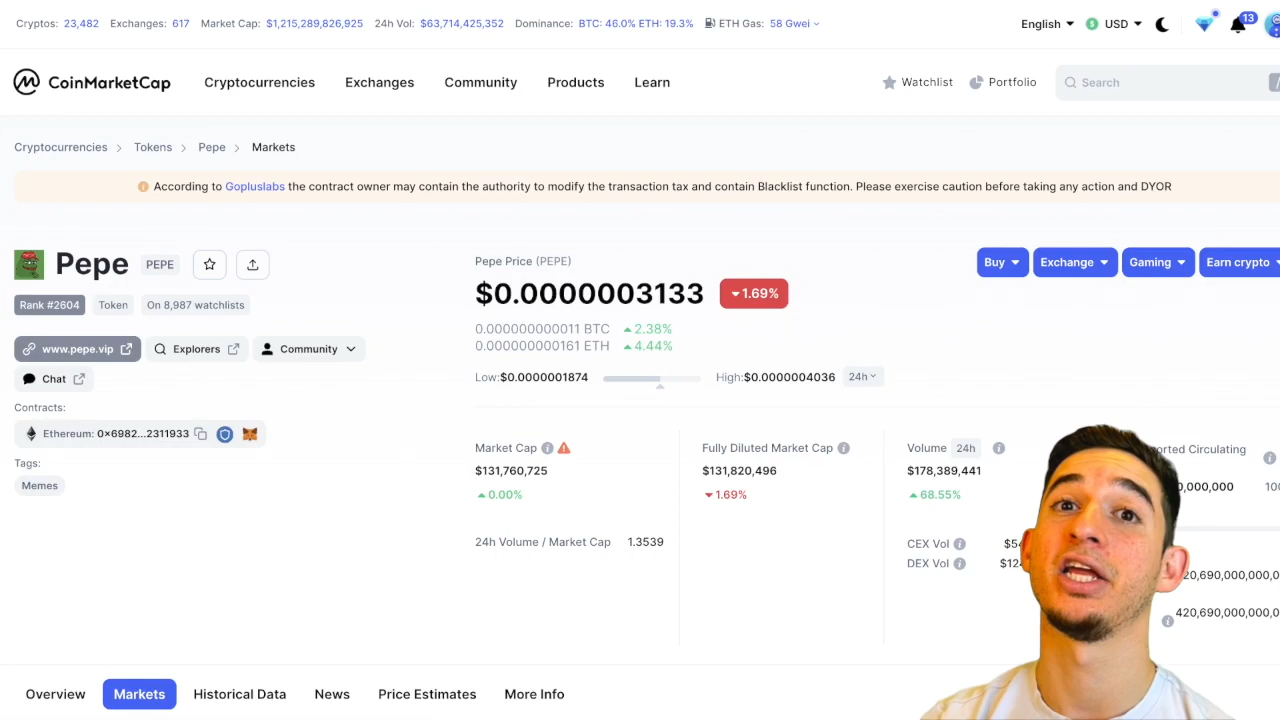 Cryptos: 23,482 Exchanges: 617 Market Cap: $1,215,289,826,925 24h Vol: $63,714,425,352 Dominance: BTC: 46.0% ETH: 19.3% ETH Gas: 58 Gwei English USD 13
CoinMarketCap Cryptocurrencies Exchanges Community Products Learn Watchlist Portfolio Search /
Cryptocurrencies > Tokens > Pepe > Markets
According to Gopluslabs the contract owner may contain the authority to modify the transaction tax and contain Blacklist function. Please exercise caution before taking any action and DYOR
Pepe PEPE
Rank #2604 Token On 8,987 watchlists
www.pepe.vip Explorers Community
Chat
Contracts:
Ethereum: 0x6982...2311933
Tags:
Memes
Pepe Price (PEPE)
$0.0000003133 1.69%
0.000000000011 BTC 2.38%
0.000000000161 ETH 4.44%
Low:$0.0000001874 High:$0.0000004036 24h
Buy Exchange Gaming Earn crypto
Market Cap
$131,760,725
0.00%
24h Volume / Market Cap 1.3539
Fully Diluted Market Cap
$131,820,496
1.69%
Volume 24h
$178,389,441
68.55%
CEX Vol
DEX Vol
Circulating
Overview Markets Historical Data News Price Estimates More Info